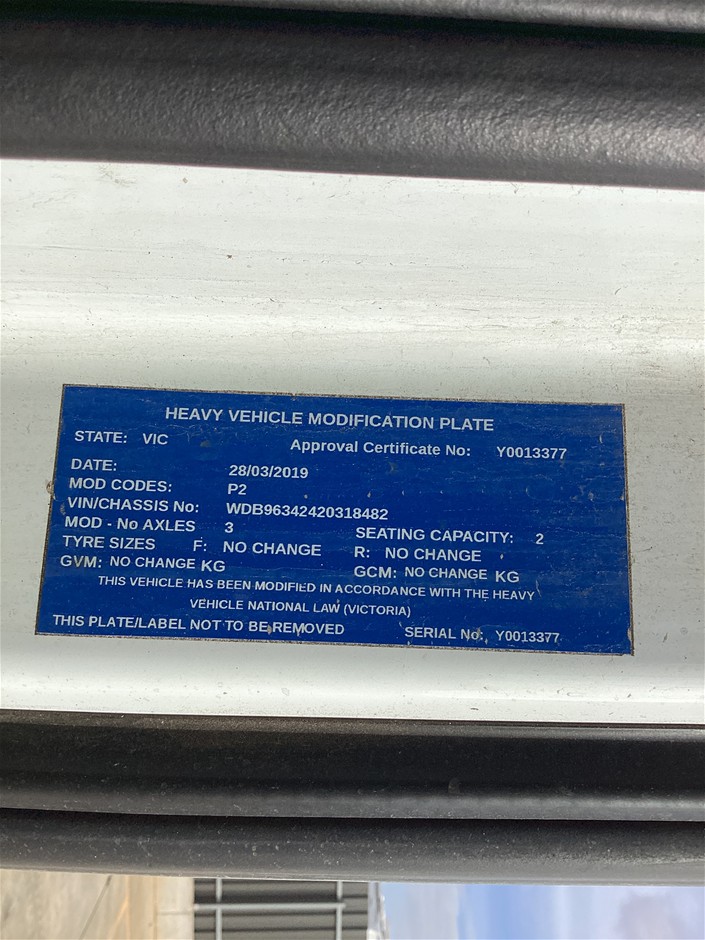 HEAVY VEHICLE MODIFICATION PLATE
STATE: VIC Approval Certificate No: Y0013377
DATE: 28/03/2019
MOD CODES: P2
VIN/CHASSIS No: WDB96342420318482
MOD - No AXLES 3 SEATING CAPACITY: 2
TYRE SIZES F: NO CHANGE R: NO CHANGE
GVM: NO CHANGE KG GCM: NO CHANGE KG
THIS VEHICLE HAS BEEN MODIFIED IN ACCORDANCE WITH THE HEAVY
VEHICLE NATIONAL LAW (VICTORIA)
THIS PLATE/LABEL NOT TO BE REMOVED SERIAL No: Y0013377